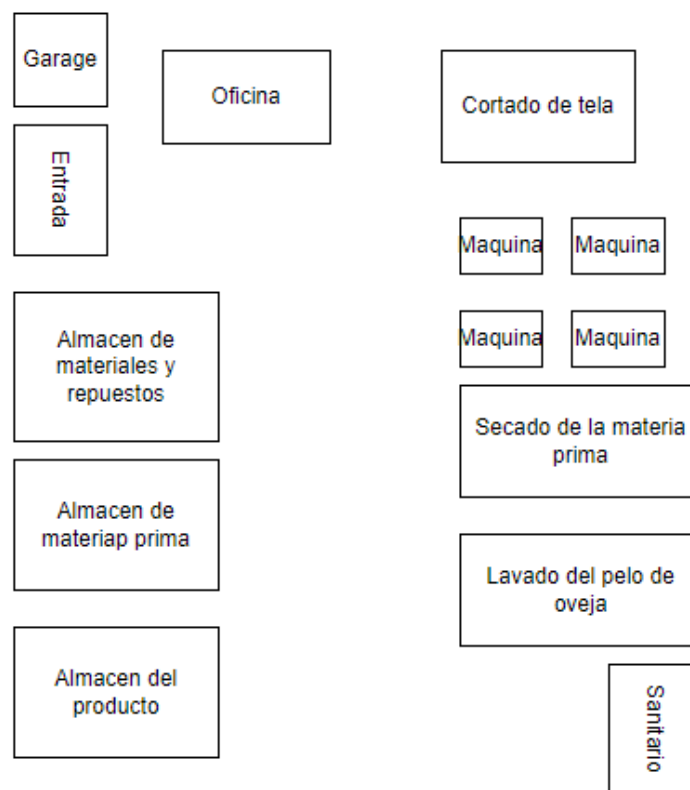 Garage
Oficina
Cortado de tela
Entrada
Maquina
Maquina
Almacen de
materiales y
repuestos
Maquina
Maquina
Secado de la materia
prima
Almacen de
materiap prima
Lavado del pelo de
oveja
Almacen del
producto
Sanitario